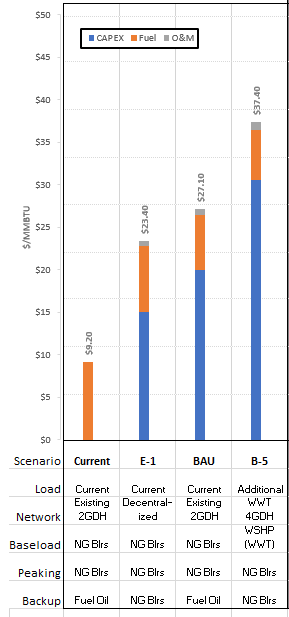 $50
CAPEX Fuel O&M
$45
$40
$37.40
$35
$30
$27.10
$25
$23.40
$/MMBTU
$20
$15
$10
$9.20
$5
$0
Scenario Current E-1 BAU B-5
Load Current Current Current Additional
Existing Decentral- Existing WWT
Network 2GDH ized 2GDH 4GDH
WSHP
Baseload NG Blrs NG Blrs NG Blrs (WWT)
Peaking NG Blrs NG Blrs NG Blrs NG Blrs
Backup Fuel Oil NG Blrs Fuel Oil NG Blrs